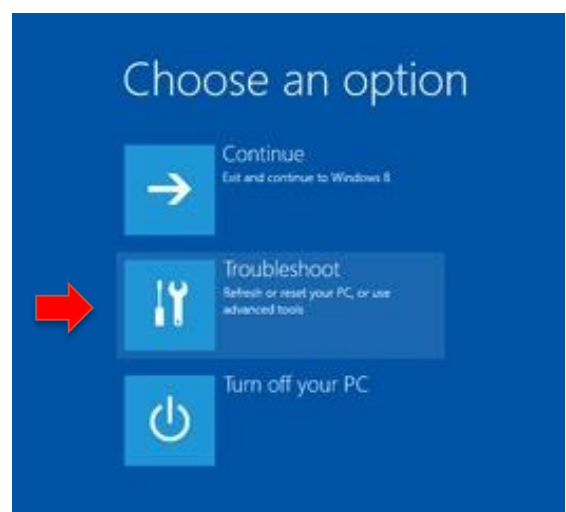 Choose an option
Continue
Exit and continue to Windows 8
Troubleshoot
Refresh or reset your PC, or use
advanced tools
Turn off your PC